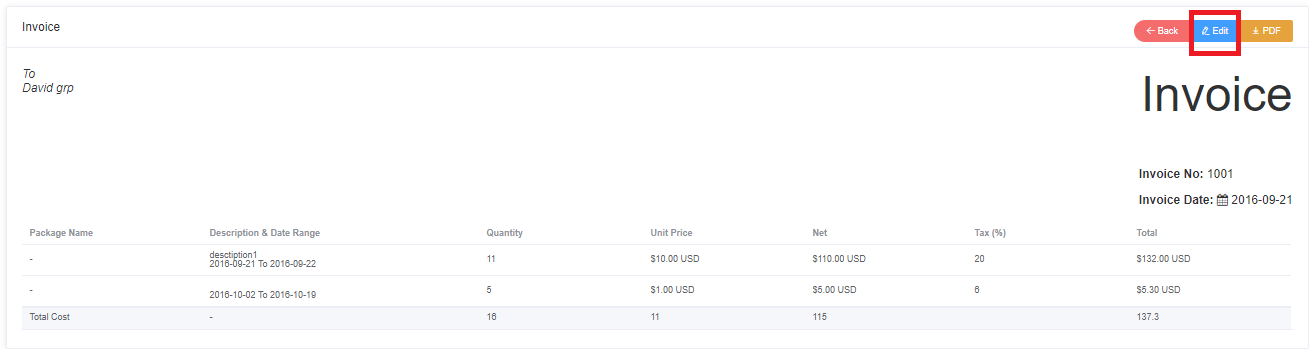 Invoice
Back Edit PDF
To
David grp
Invoice
Invoice No: 1001
Invoice Date: 2016-09-21
Package Name Description & Date Range Quantity Unit Price Net Tax (%) Total
- desctiption1 11 $10.00 USD $110.00 USD 20 $132.00 USD
2016-09-21 To 2016-09-22
- 2016-10-02 To 2016-10-19 5 $1.00 USD $5.00 USD 6 $5.30 USD
Total Cost - 16 11 115 137.3